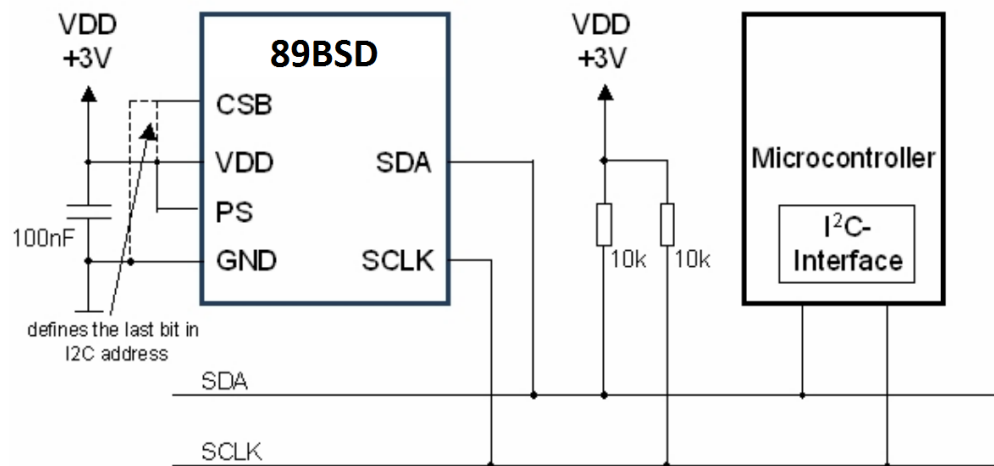 VDD
+3V
89BSD
CSB
VDD
PS
GND
SDA
SCLK
100nF
defines the last bit in
I2C address
VDD
+3V
10k
10k
Microcontroller
I²C-
Interface
SDA
SCLK